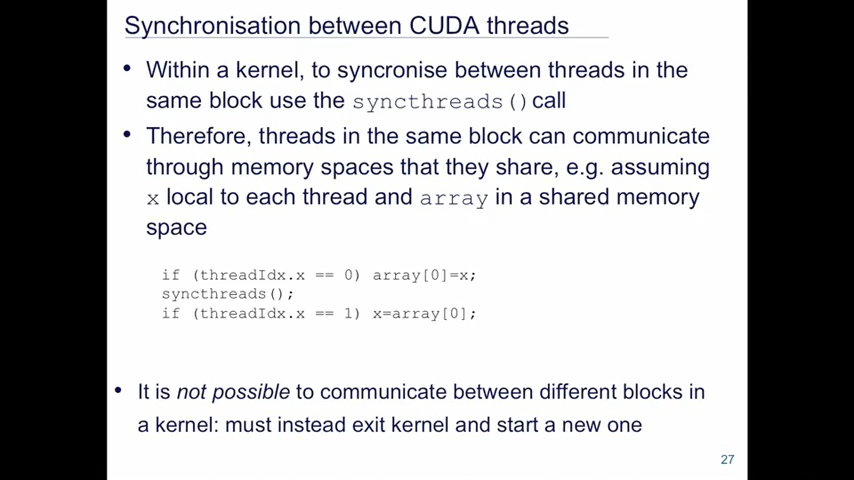 Synchronisation between CUDA threads
• Within a kernel, to syncronise between threads in the
same block use the syncthreads() call
• Therefore, threads in the same block can communicate
through memory spaces that they share, e.g. assuming
x local to each thread and array in a shared memory
space
if (threadIdx.x == 0) array[0]=x;
syncthreads();
if (threadIdx.x == 1) x=array[0];
• It is not possible to communicate between different blocks in
a kernel: must instead exit kernel and start a new one
27